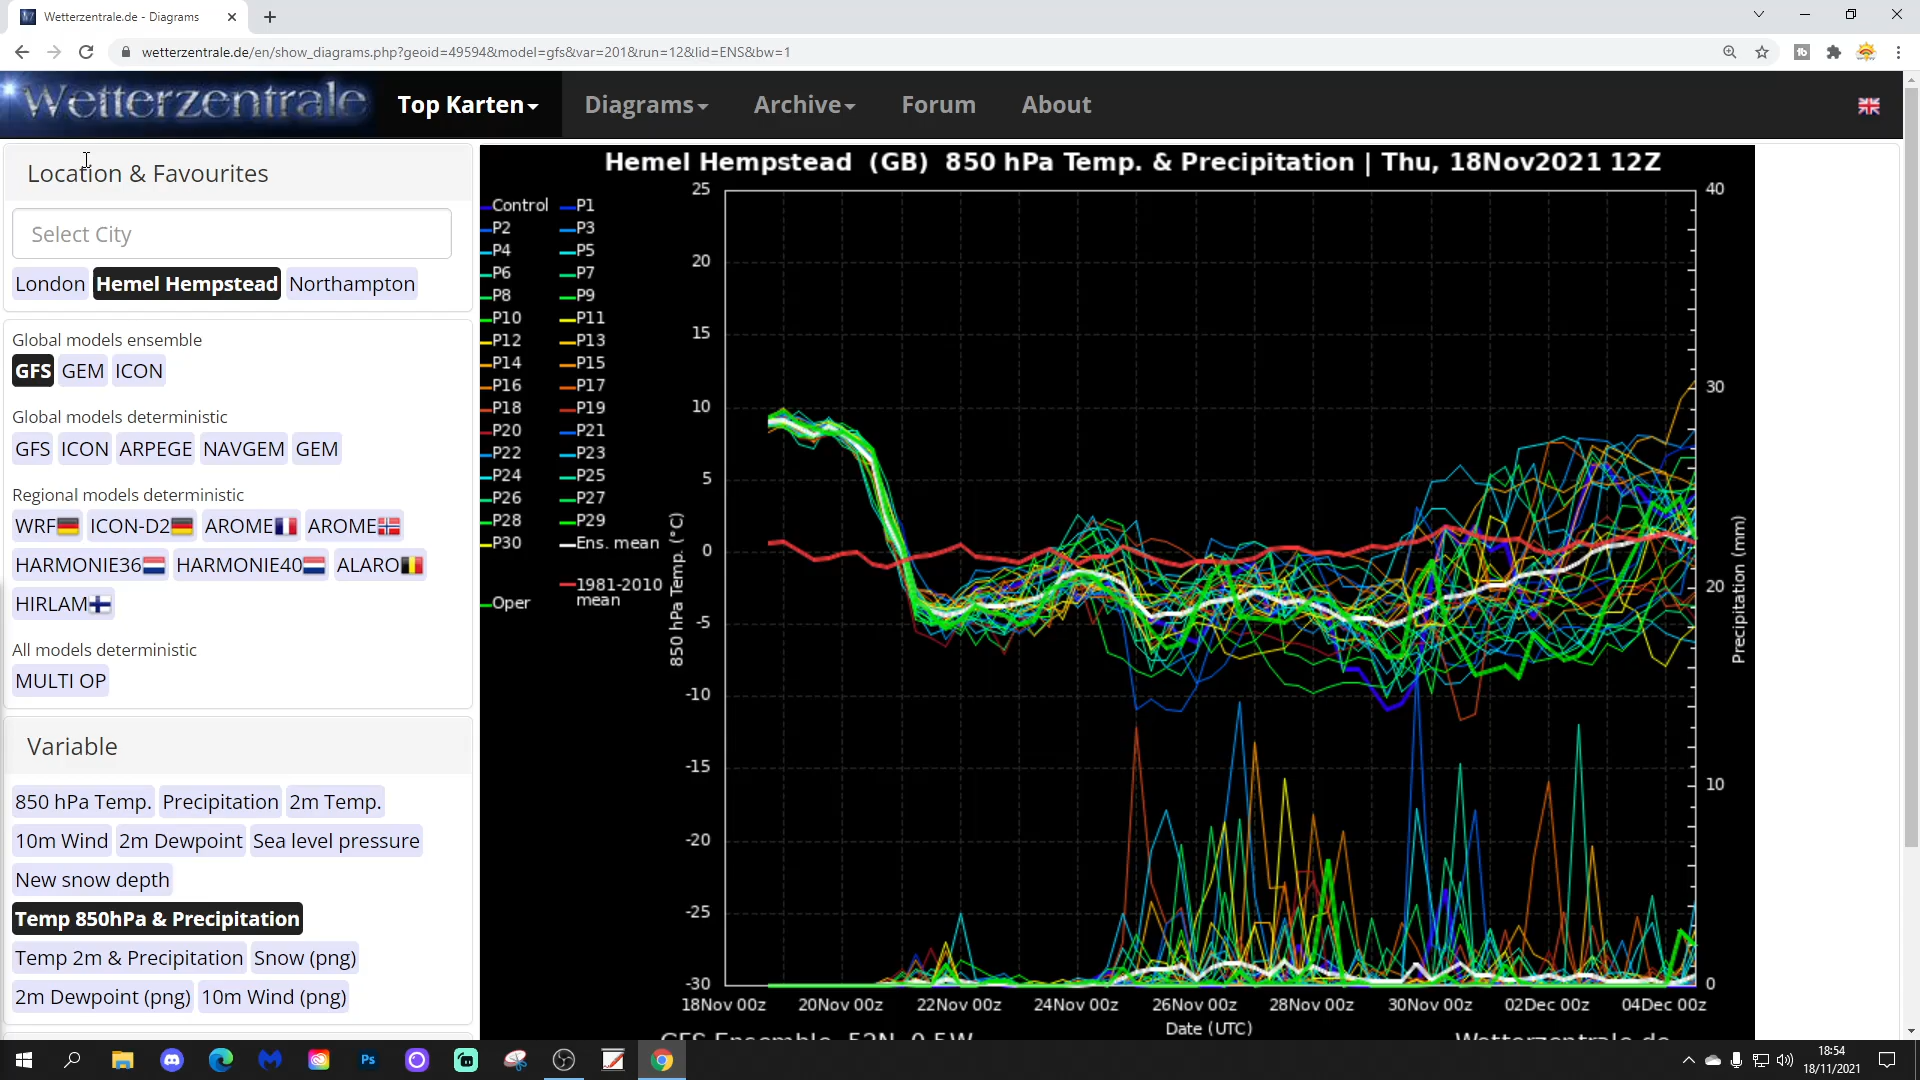 Wetterzentrale.de - Diagrams
wetterzentrale.de/en/show_diagrams.php?geoid=49594&model=gfs&var=201&run=12&lid=ENS&bw=1
Wetterzentrale Top Karten Diagrams Archive Forum About
Location & Favourites
Select City
London Hemel Hempstead Northampton
Global models ensemble
GFS GEM ICON
Global models deterministic
GFS ICON ARPEGE NAVGEM GEM
Regional models deterministic
WRF ICON-D2 AROME AROME
HARMONIE36 HARMONIE40 ALARO
HIRLAM
All models deterministic
MULTI OP
Variable
850 hPa Temp. Precipitation 2m Temp.
10m Wind 2m Dewpoint Sea level pressure
New snow depth
Temp 850hPa & Precipitation
Temp 2m & Precipitation Snow (png)
2m Dewpoint (png) 10m Wind (png)
Hemel Hempstead (GB) 850 hPa Temp. & Precipitation | Thu, 18Nov2021 12Z
Control P1
P2 P3
P4 P5
P6 P7
P8 P9
P10 P11
P12 P13
P14 P15
P16 P17
P18 P19
P20 P21
P22 P23
P24 P25
P26 P27
P28 P29
P30 Ens. mean
1981-2010
Oper mean
850 hPa Temp. (°C)
25
20
15
10
5
0
-5
-10
-15
-20
-25
-30
40
30
20
10
0
Precipitation (mm)
18Nov 00z 20Nov 00z 22Nov 00z 24Nov 00z 26Nov 00z 28Nov 00z 30Nov 00z 02Dec 00z 04Dec 00z
Date (UTC)
GFS Ensemble 52N 0.5W Wetterzentrale.de
Ps
18:54
18/11/2021